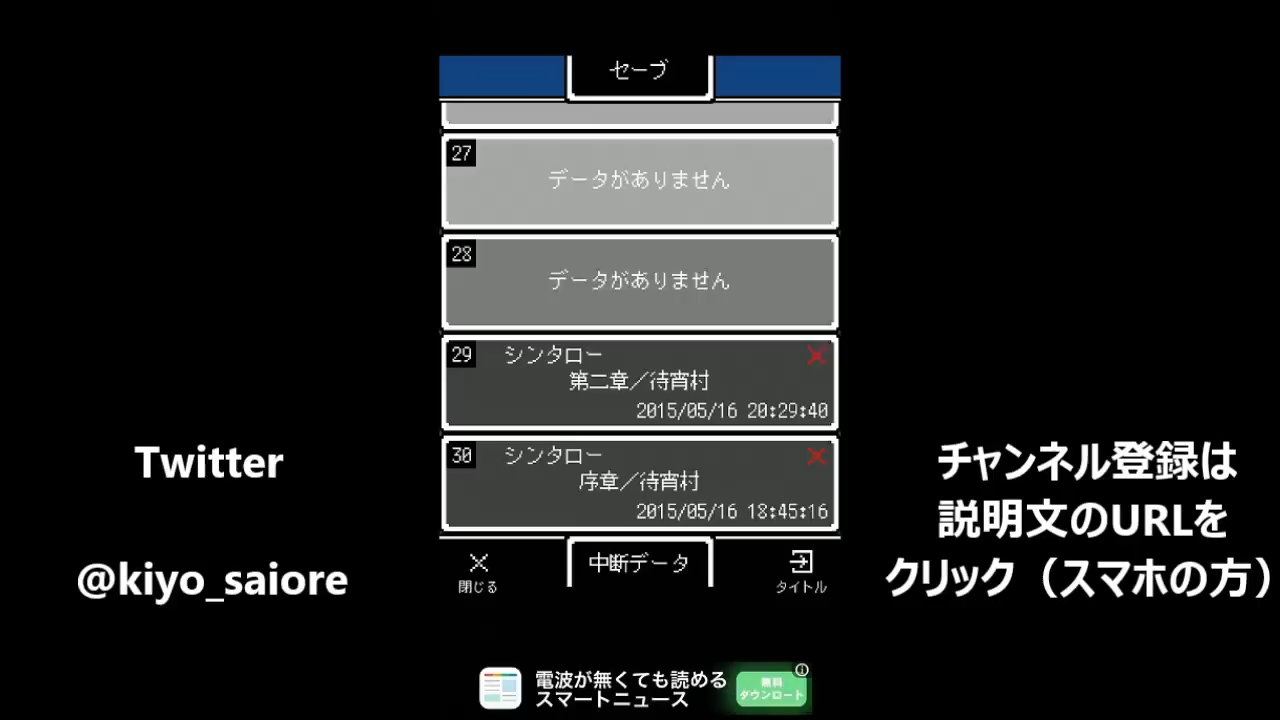 セーブ
27
データがありません
28
データがありません
29 シンタロー
第二章／待宵村
2015/05/16 20:29:40
30 シンタロー
序章／待宵村
2015/05/16 18:45:16
閉じる
中断データ
タイトル
Twitter
@kiyo_saiore
チャンネル登録は
説明文のURLを
クリック（スマホの方）
電波が無くても読める
スマートニュース
無料
ダウンロート